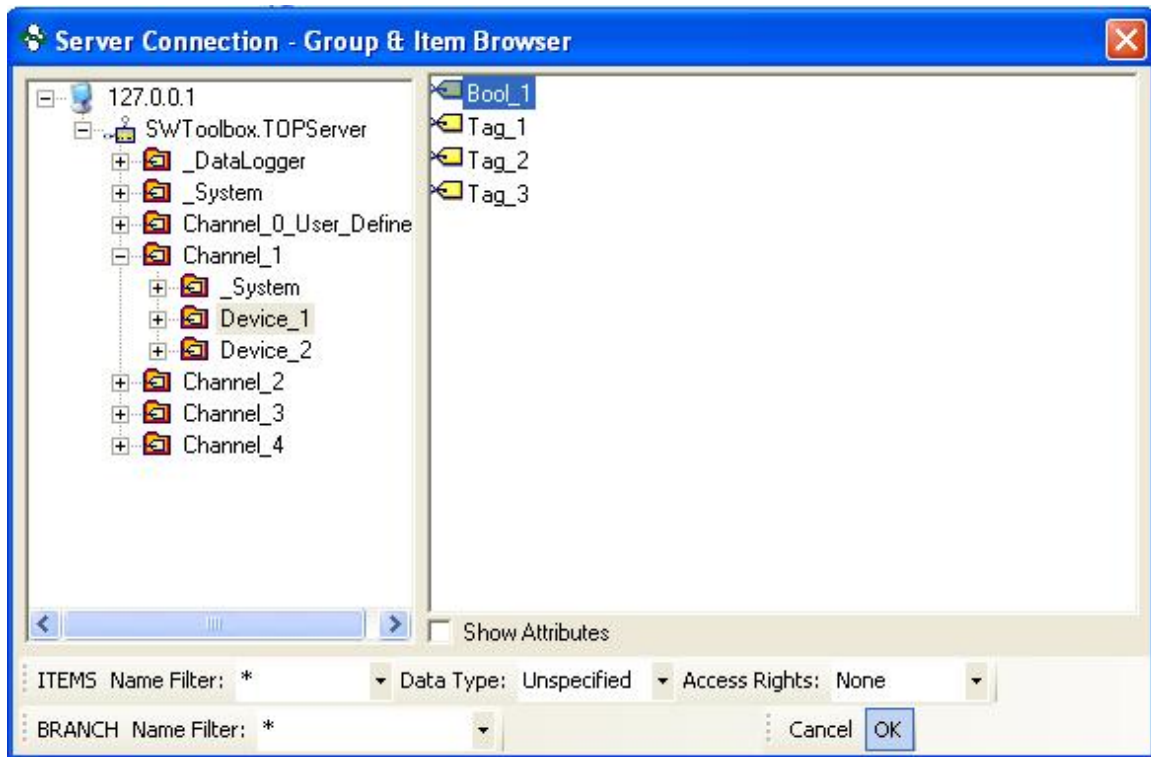 Server Connection - Group & Item Browser
127.0.0.1
SWToolbox.TOPServer
_DataLogger
_System
Channel_0_User_Define
Channel_1
_System
Device_1
Device_2
Channel_2
Channel_3
Channel_4
Bool_1
Tag_1
Tag_2
Tag_3
Show Attributes
ITEMS Name Filter: * Data Type: Unspecified Access Rights: None
BRANCH Name Filter: * Cancel OK